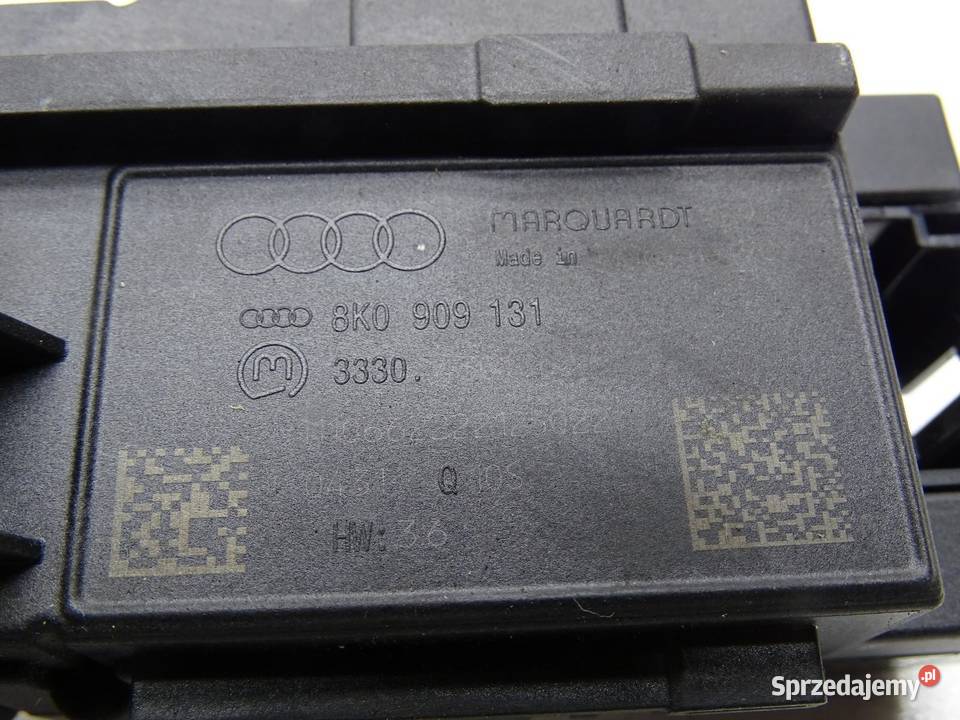 MARQUARDT
Made in
8K0 909 131
M 3330.
Q
HW: 36
Sprzedajemy.pl